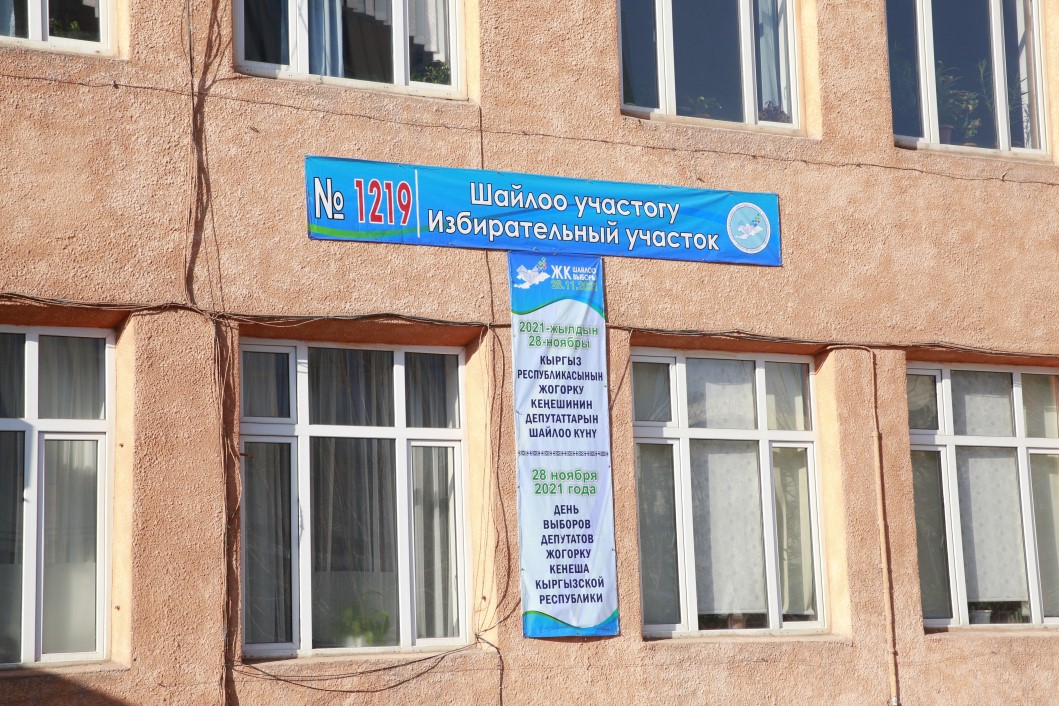 № 1219
Шайлоо участогу
Избирательный участок
ЖК ШАЙЛОО
ВЫБОРЫ
28.11.
2021-жылдын
28-ноябры
КЫРГЫЗ
РЕСПУБЛИКАСЫНЫН
ЖОГОРКУ
КЕҢЕШИНИН
ДЕПУТАТТАРЫН
ШАЙЛОО КҮНҮ
28 ноября
2021 года
ДЕНЬ
ВЫБОРОВ
ДЕПУТАТОВ
ЖОГОРКУ
КЕНЕША
КЫРГЫЗСКОЙ
РЕСПУБЛИКИ